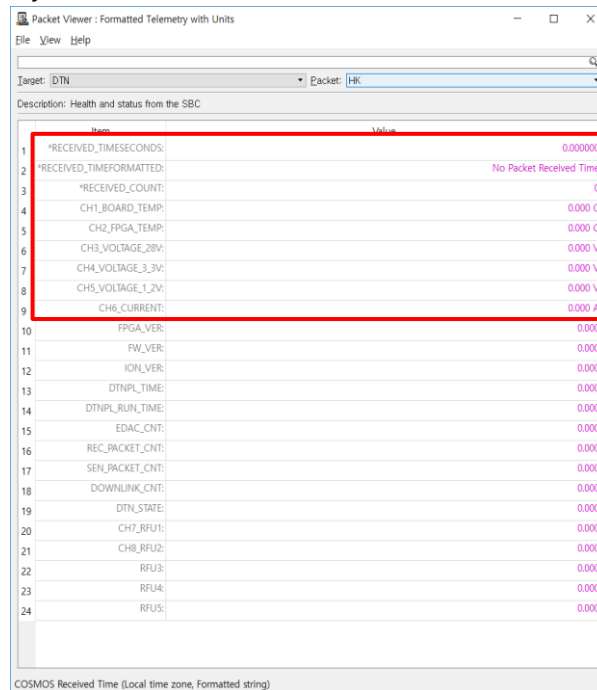 Packet Viewer : Formatted Telemetry with Units
File View Help
Target: DTN Packet: HK
Description: Health and status from the SBC
Item Value
1 *RECEIVED_TIMESECONDS: 0.000000
2 *RECEIVED_TIMEFORMATTED: No Packet Received Time
3 *RECEIVED_COUNT: 0
4 CH1_BOARD_TEMP: 0.000 C
5 CH2_FPGA_TEMP: 0.000 C
6 CH3_VOLTAGE_28V: 0.000 V
7 CH4_VOLTAGE_3_3V: 0.000 V
8 CH5_VOLTAGE_1_2V: 0.000 V
9 CH6_CURRENT: 0.000 A
10 FPGA_VER: 0.000
11 FW_VER: 0.000
12 ION_VER: 0.000
13 DTNPL_TIME: 0.000
14 DTNPL_RUN_TIME: 0.000
15 EDAC_CNT: 0.000
16 REC_PACKET_CNT: 0.000
17 SEN_PACKET_CNT: 0.000
18 DOWNLINK_CNT: 0.000
19 DTN_STATE: 0.000
20 CH7_RFU1: 0.000
21 CH8_RFU2: 0.000
22 RFU3: 0.000
23 RFU4: 0.000
24 RFU5: 0.000
COSMOS Received Time (Local time zone, Formatted string)